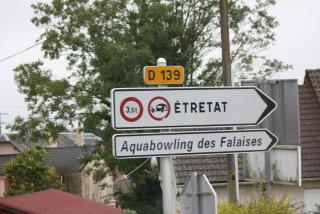 D 139
3,5t ÉTRETAT
Aquabowling des Falaises